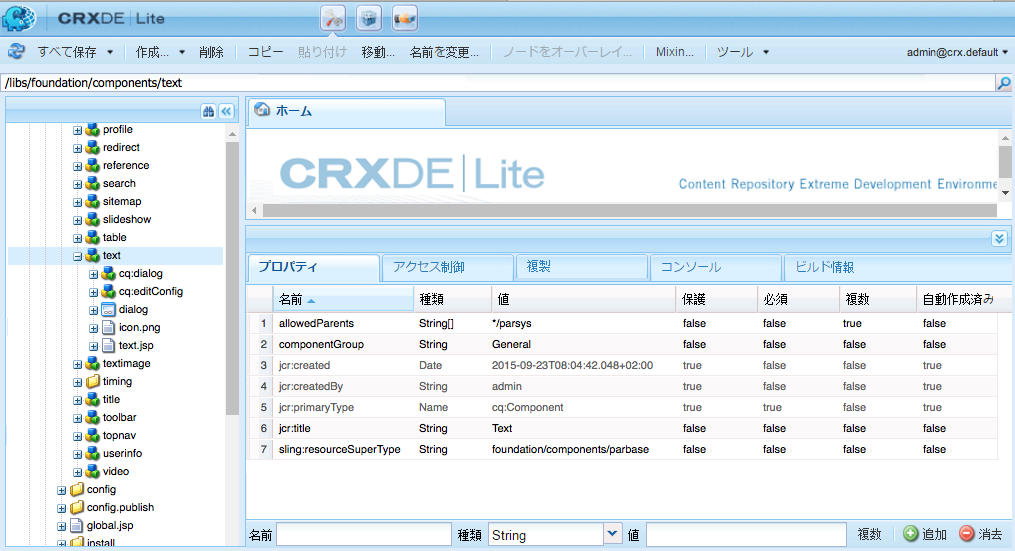 CRXDE | Lite
すべて保存 作成... 削除 コピー 貼り付け 移動... 名前を変更... ノードをオーバーレイ... Mixin... ツール admin@crx.default
/libs/foundation/components/text
profile
redirect
reference
search
sitemap
slideshow
table
text
cq:dialog
cq:editConfig
dialog
icon.png
text.jsp
textimage
timing
title
toolbar
topnav
userinfo
video
config
config.publish
global.jsp
install
ホーム
CRXDE | Lite
Content Repository Extreme Development Environme
プロパティ アクセス制御 複製 コンソール ビルド情報
名前 種類 値 保護 必須 複数 自動作成済み
1 allowedParents String[] */parsys false false true false
2 componentGroup String General false false false false
3 jcr:created Date 2015-09-23T08:04:42.048+02:00 true false false true
4 jcr:createdBy String admin true false false true
5 jcr:primaryType Name cq:Component true true false true
6 jcr:title String Text false false false false
7 sling:resourceSuperType String foundation/components/parbase false false false false
名前 種類 String 値 複数 追加 消去